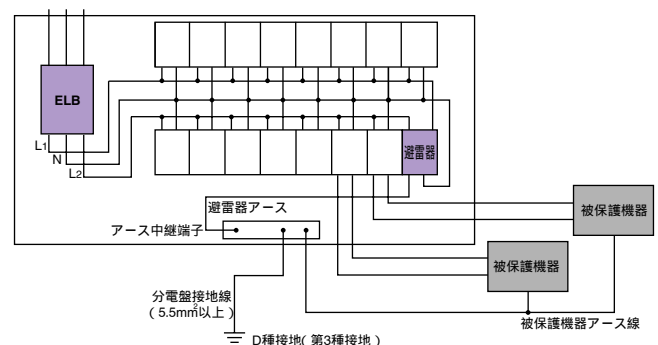 ELB
L1
N
L2
避雷器
避雷器アース
アース中継端子
被保護機器
被保護機器
分電盤接地線
(5.5mm²以上)
被保護機器アース線
D種接地(第3種接地)